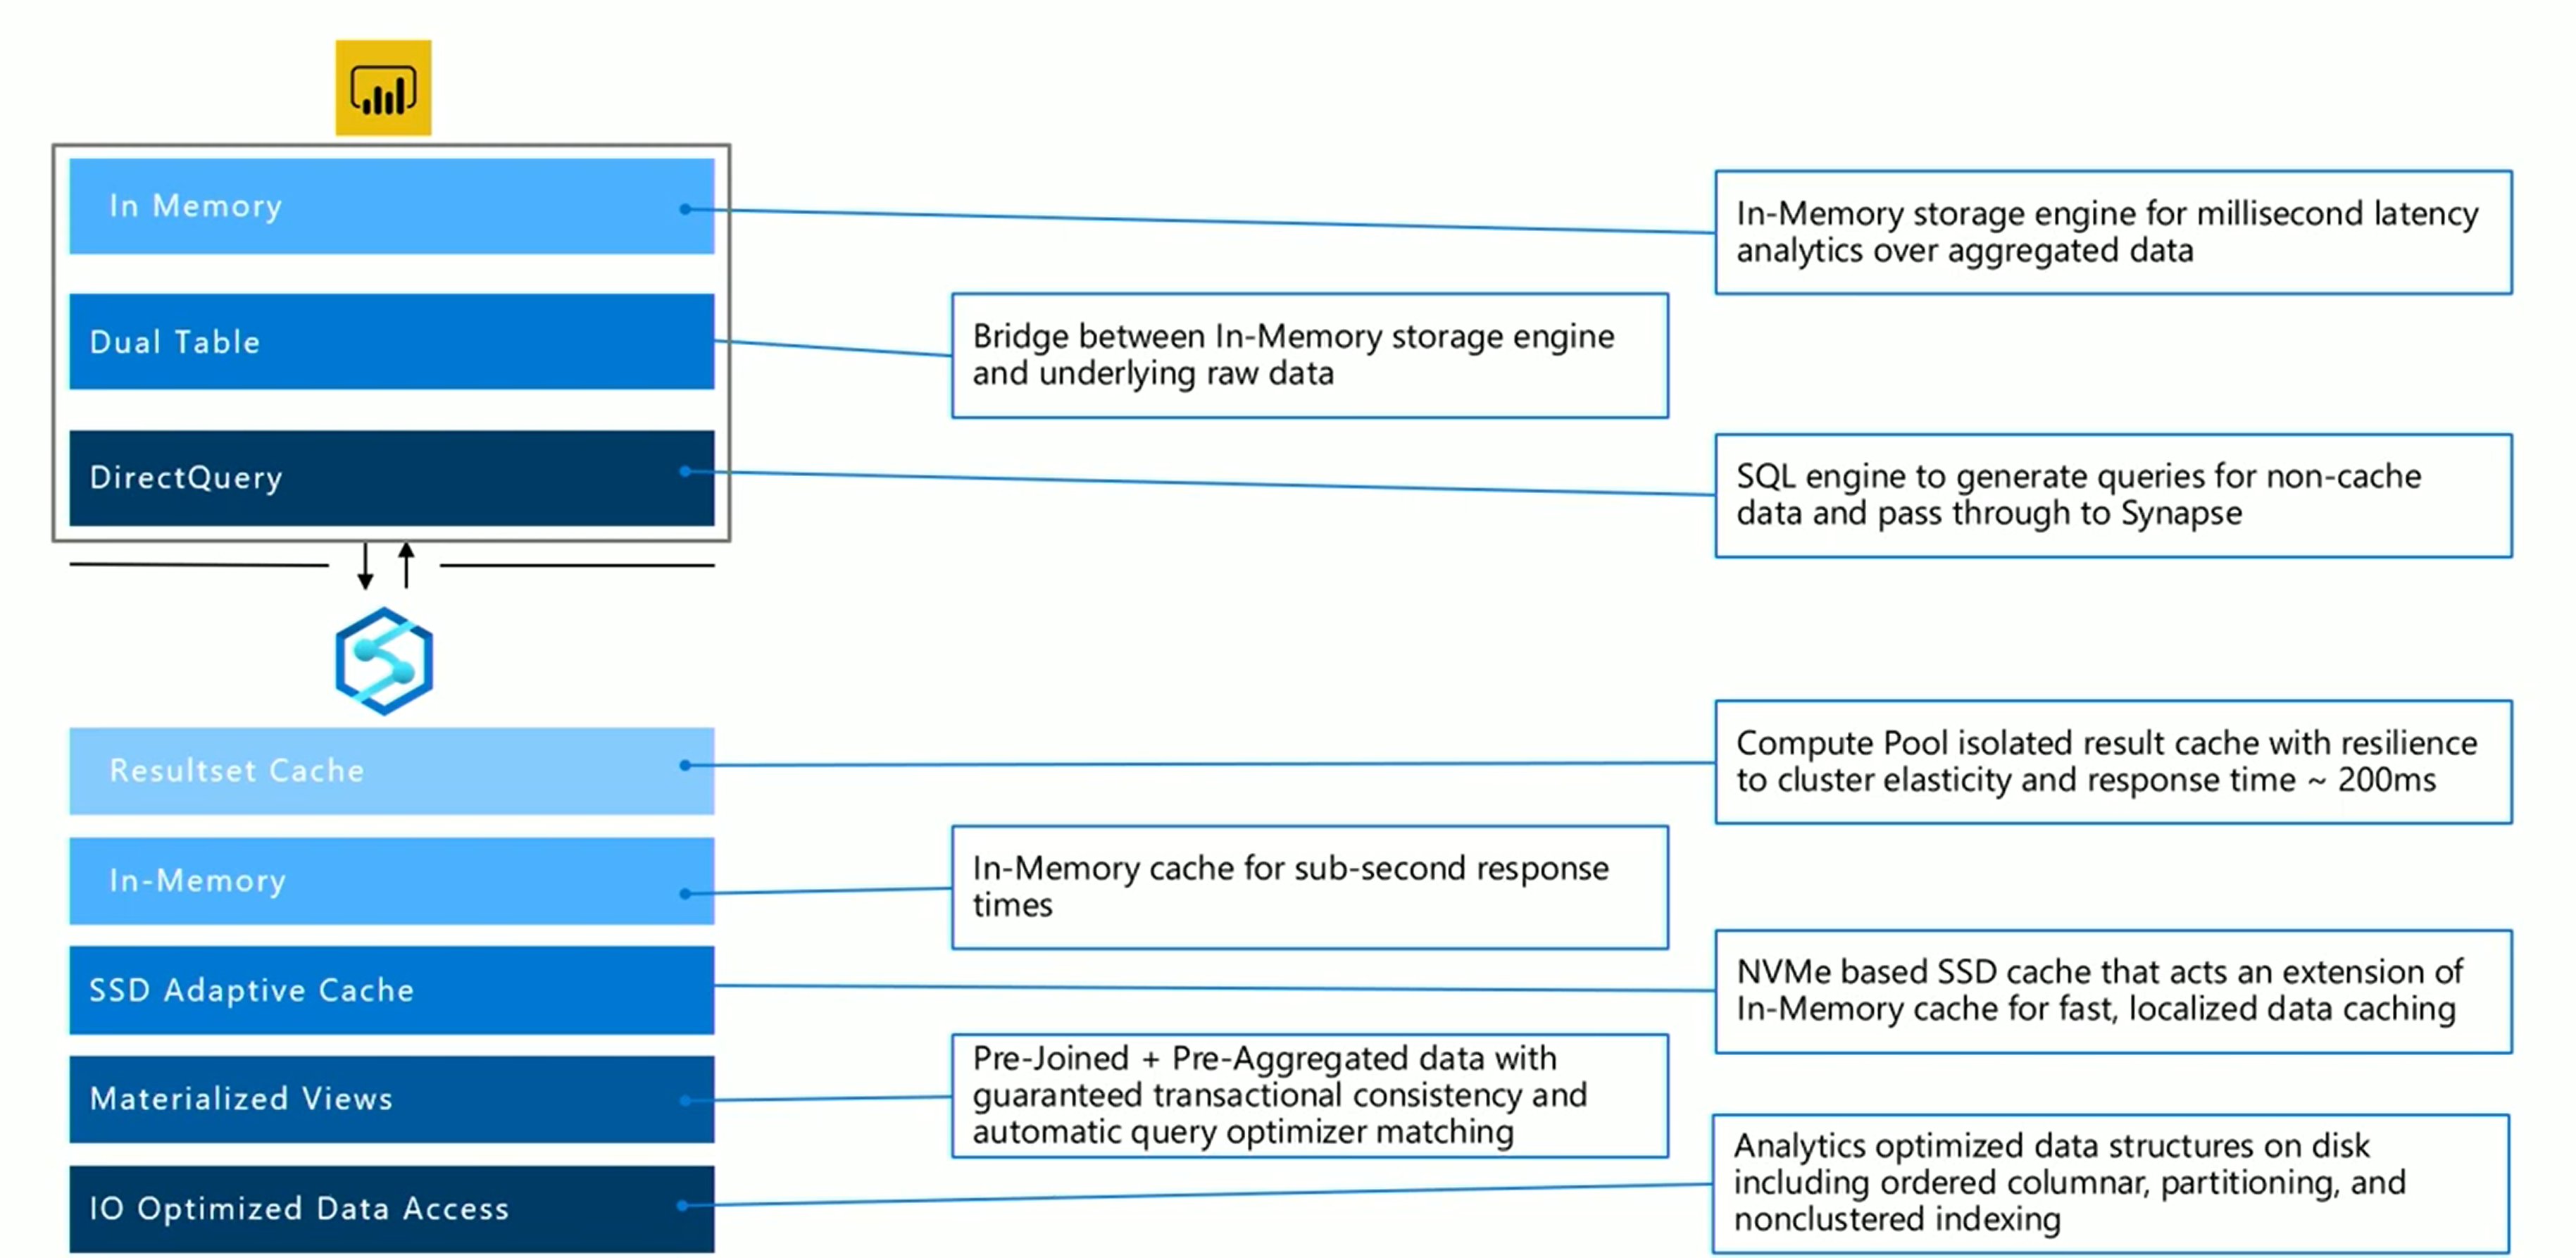 In Memory
In-Memory storage engine for millisecond latency
analytics over aggregated data
Dual Table
Bridge between In-Memory storage engine
and underlying raw data
DirectQuery
SQL engine to generate queries for non-cache
data and pass through to Synapse
Resultset Cache
Compute Pool isolated result cache with resilience
to cluster elasticity and response time ~ 200ms
In-Memory
In-Memory cache for sub-second response
times
SSD Adaptive Cache
NVMe based SSD cache that acts an extension of
In-Memory cache for fast, localized data caching
Materialized Views
Pre-Joined + Pre-Aggregated data with
guaranteed transactional consistency and
automatic query optimizer matching
IO Optimized Data Access
Analytics optimized data structures on disk
including ordered columnar, partitioning, and
nonclustered indexing